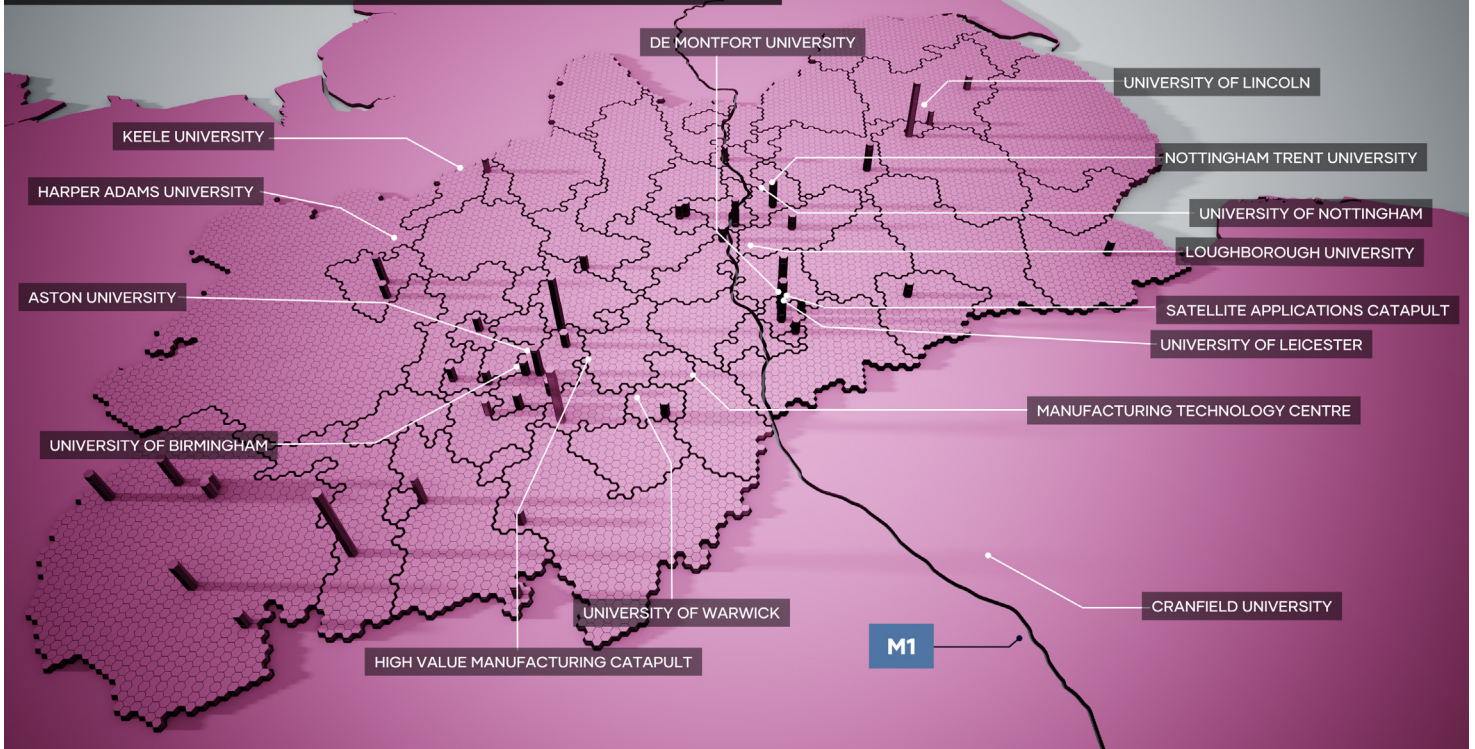 DE MONTFORT UNIVERSITY
UNIVERSITY OF LINCOLN
KEELE UNIVERSITY
NOTTINGHAM TRENT UNIVERSITY
HARPER ADAMS UNIVERSITY
UNIVERSITY OF NOTTINGHAM
LOUGHBOROUGH UNIVERSITY
ASTON UNIVERSITY
SATELLITE APPLICATIONS CATAPULT
UNIVERSITY OF LEICESTER
MANUFACTURING TECHNOLOGY CENTRE
UNIVERSITY OF BIRMINGHAM
CRANFIELD UNIVERSITY
UNIVERSITY OF WARWICK
M1
HIGH VALUE MANUFACTURING CATAPULT